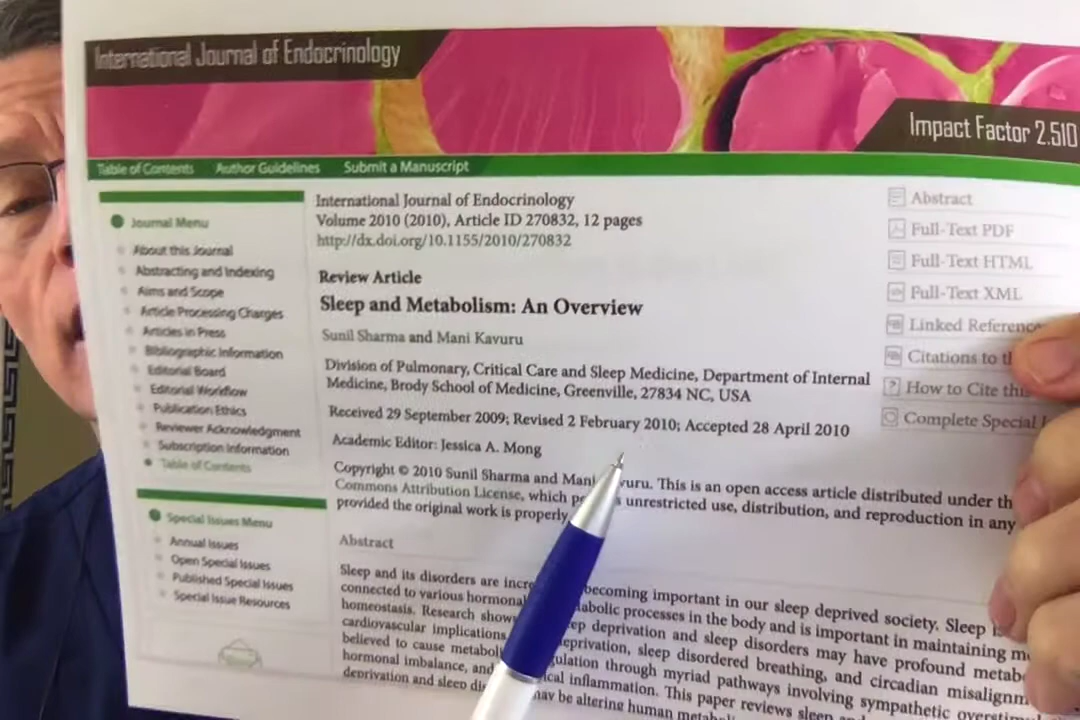 International Journal of Endocrinology
Impact Factor 2.510
Table of Contents Author Guidelines Submit a Manuscript
Journal Menu
About this Journal
Abstracting and Indexing
Aims and Scope
Article Processing Charges
Articles in Press
Bibliographic Information
Editorial Board
Editorial Workflow
Publication Ethics
Reviewer Acknowledgment
Subscription Information
Table of Contents
Special Issues Menu
Annual Issues
Open Special Issues
Published Special Issues
Special Issue Resources
International Journal of Endocrinology
Volume 2010 (2010), Article ID 270832, 12 pages
http://dx.doi.org/10.1155/2010/270832
Review Article
Sleep and Metabolism: An Overview
Sunil Sharma and Mani Kavuru
Division of Pulmonary, Critical Care and Sleep Medicine, Department of Internal
Medicine, Brody School of Medicine, Greenville, 27834 NC, USA
Received 29 September 2009; Revised 2 February 2010; Accepted 28 April 2010
Academic Editor: Jessica A. Mong
Copyright © 2010 Sunil Sharma and Mani vuru. This is an open access article distributed under th
Commons Attribution License, which pe unrestricted use, distribution, and reproduction in any
provided the original work is properly
Abstract
Sleep and its disorders are incre becoming important in our sleep deprived society. Sleep i
connected to various hormonal abolic processes in the body and is important in maintaining m
homeostasis. Research shows ep deprivation and sleep disorders may have profound metabo
cardiovascular implications eprivation, sleep disordered breathing, and circadian misalignm
believed to cause metabol gulation through myriad pathways involving sympathetic overstim
hormonal imbalance, and ical inflammation. This paper reviews sleep and
deprivation and sleep di may be altering human metabol
Abstract
Full-Text PDF
Full-Text HTML
Full-Text XML
Linked Reference
Citations to t
How to Cite this
Complete Special I